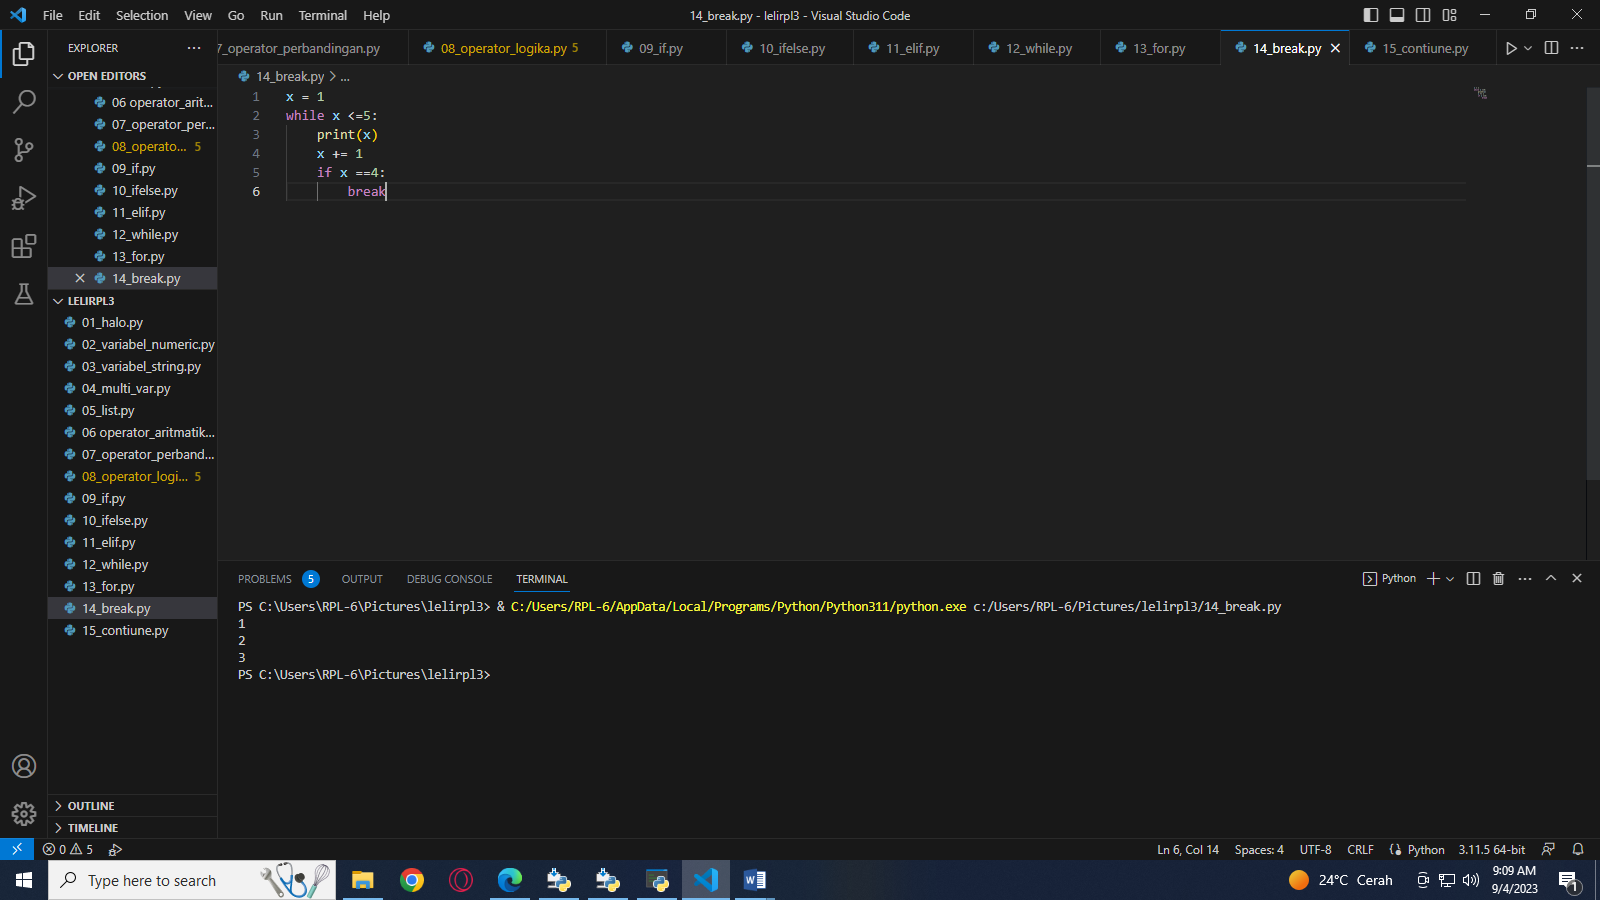 File Edit Selection View Go Run Terminal Help
14_break.py - lelirpl3 - Visual Studio Code
EXPLORER
7_operator_perbandingan.py
08_operator_logika.py 5
09_if.py
10_ifelse.py
11_elif.py
12_while.py
13_for.py
14_break.py
15_contiune.py
OPEN EDITORS
06 operator_arit...
07_operator_per...
08_operato... 5
09_if.py
10_ifelse.py
11_elif.py
12_while.py
13_for.py
14_break.py
LELIRPL3
01_halo.py
02_variabel_numeric.py
03_variabel_string.py
04_multi_var.py
05_list.py
06 operator_aritmatik...
07_operator_perband...
08_operator_logi... 5
09_if.py
10_ifelse.py
11_elif.py
12_while.py
13_for.py
14_break.py
15_contiune.py
OUTLINE
TIMELINE
14_break.py > ...
1 x = 1
2 while x <=5:
3 print(x)
4 x += 1
5 if x ==4:
6 break
PROBLEMS 5 OUTPUT DEBUG CONSOLE TERMINAL
Python
PS C:\Users\RPL-6\Pictures\lelirpl3> & C:/Users/RPL-6/AppData/Local/Programs/Python/Python311/python.exe c:/Users/RPL-6/Pictures/lelirpl3/14_break.py
1
2
3
PS C:\Users\RPL-6\Pictures\lelirpl3>
0 5
Ln 6, Col 14 Spaces: 4 UTF-8 CRLF Python 3.11.5 64-bit
Type here to search
24°C Cerah
9:09 AM
9/4/2023
1